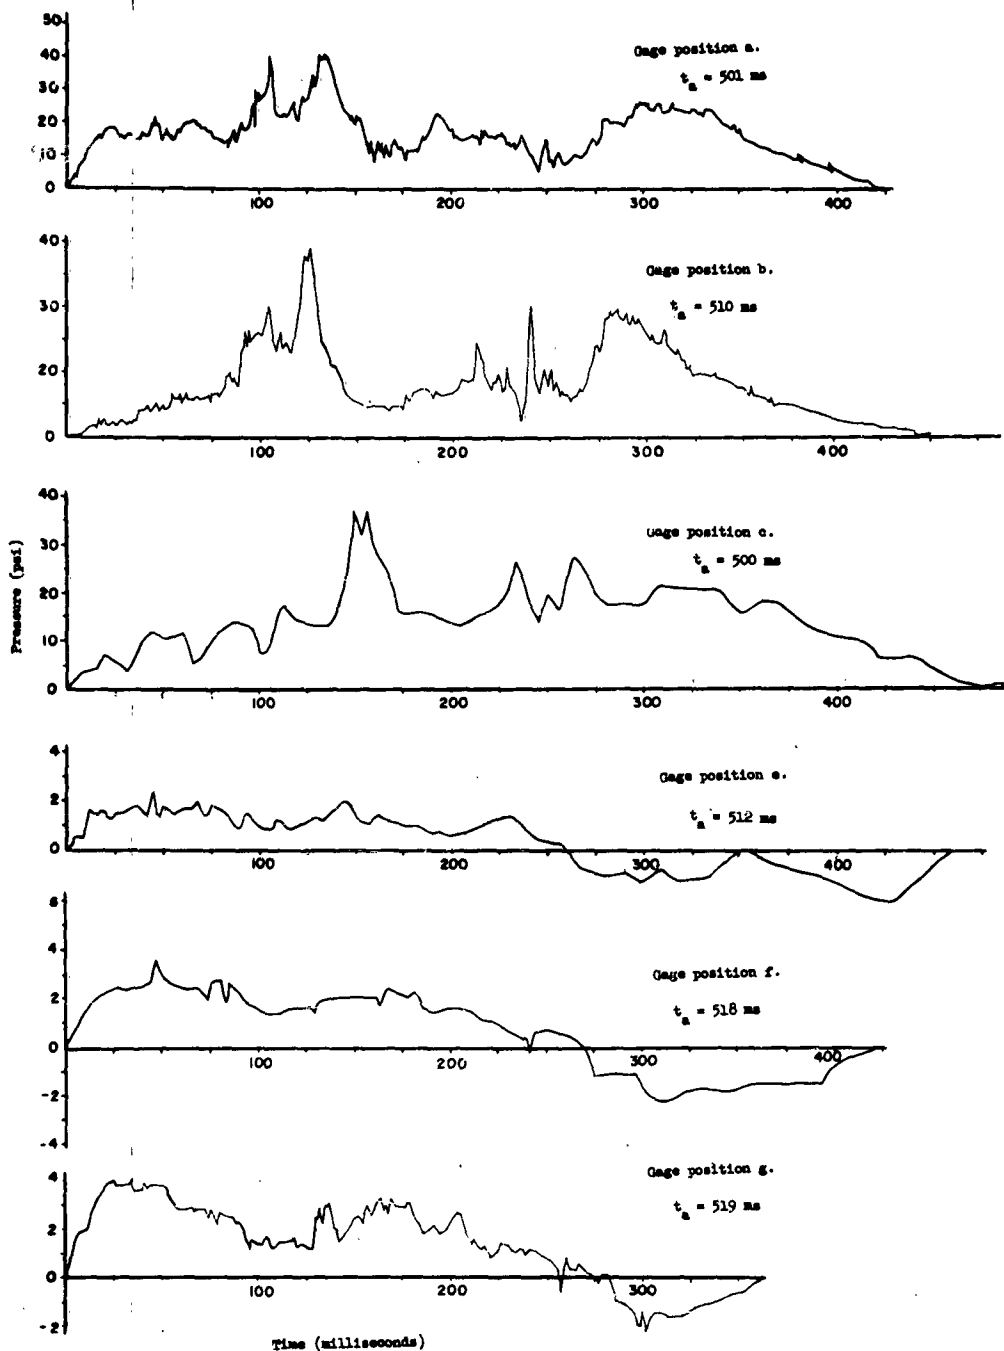 50
40
30
20
10
0
100 200 300 400
Gage position a.
t_a = 501 ms
40
30
20
10
0
100 200 300 400
Gage position b.
t_a = 510 ms
Pressure (psi)
40
30
20
10
0
100 200 300 400
Gage position c.
t_a = 500 ms
4
2
0
100 200 300 400
Gage position e.
t_a = 512 ms
6
4
2
0
-2
-4
100 200 300 400
Gage position f.
t_a = 518 ms
4
2
0
-2
100 200 300
Gage position g.
t_a = 519 ms
Time (milliseconds)